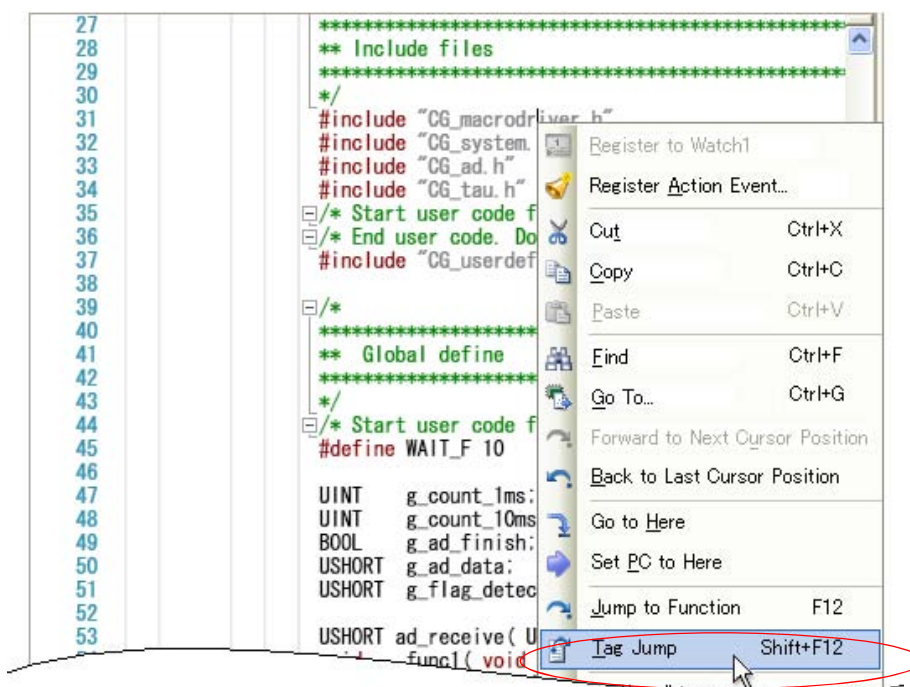 27 ****************************************************
28 ** Include files
29 ****************************************************
30 */
31 #include "CG_macrodriver.h"
32 #include "CG_system.
33 #include "CG_ad.h"
34 #include "CG_tau.h"
35 /* Start user code f
36 /* End user code. Do
37 #include "CG_userdef
38
39 /*
40 *********************
41 ** Global define
42 *********************
43 */
44 /* Start user code f
45 #define WAIT_F 10
46
47 UINT g_count_1ms;
48 UINT g_count_10ms
49 BOOL g_ad_finish;
50 USHORT g_ad_data;
51 USHORT g_flag_detec
52
53 USHORT ad_receive( U
func1( void
Register to Watch1
Register Action Event...
Cut Ctrl+X
Copy Ctrl+C
Paste Ctrl+V
Find Ctrl+F
Go To... Ctrl+G
Forward to Next Cursor Position
Back to Last Cursor Position
Go to Here
Set PC to Here
Jump to Function F12
Tag Jump Shift+F12